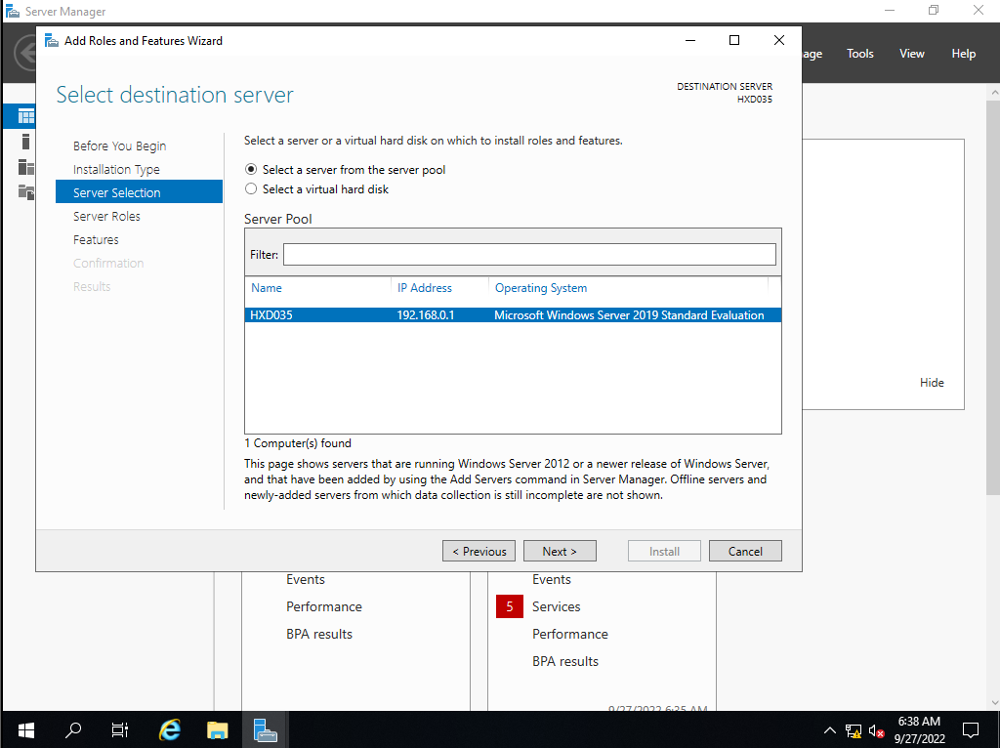 Server Manager
Add Roles and Features Wizard
Tools
View
Help
Select destination server
DESTINATION SERVER
HXD035
Before You Begin
Installation Type
Server Selection
Server Roles
Features
Confirmation
Results
Select a server or a virtual hard disk on which to install roles and features.
Select a server from the server pool
Select a virtual hard disk
Server Pool
Filter:
Name IP Address Operating System
HXD035 192.168.0.1 Microsoft Windows Server 2019 Standard Evaluation
1 Computer(s) found
This page shows servers that are running Windows Server 2012 or a newer release of Windows Server,
and that have been added by using the Add Servers command in Server Manager. Offline servers and
newly-added servers from which data collection is still incomplete are not shown.
Hide
< Previous
Next >
Install
Cancel
Events
Performance
BPA results
Events
5 Services
Performance
BPA results
9/27/2022 6:35 AM
6:38 AM
9/27/2022